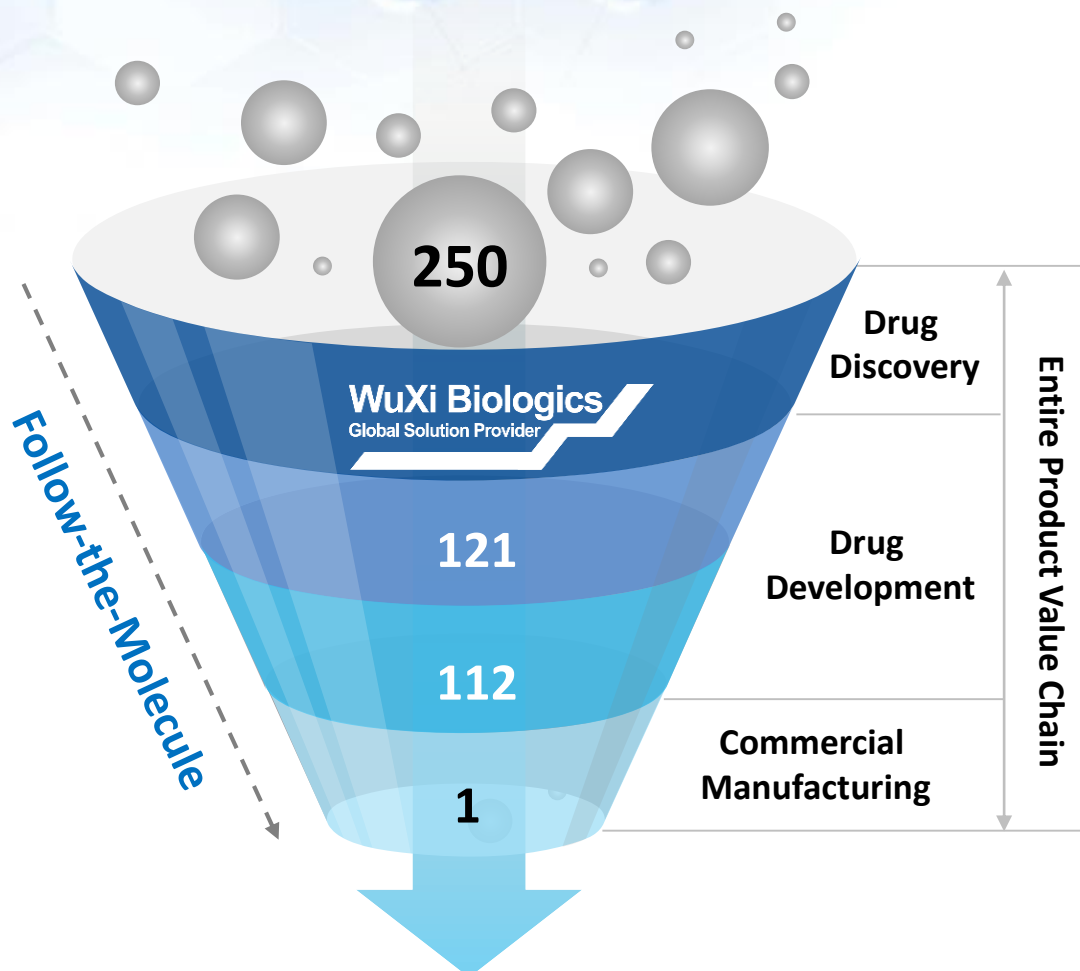 250
Drug
Discovery
WuXi Biologics
Global Solution Provider
Follow-the-Molecule
121
Drug
Development
112
Commercial
Manufacturing
1
Entire Product Value Chain